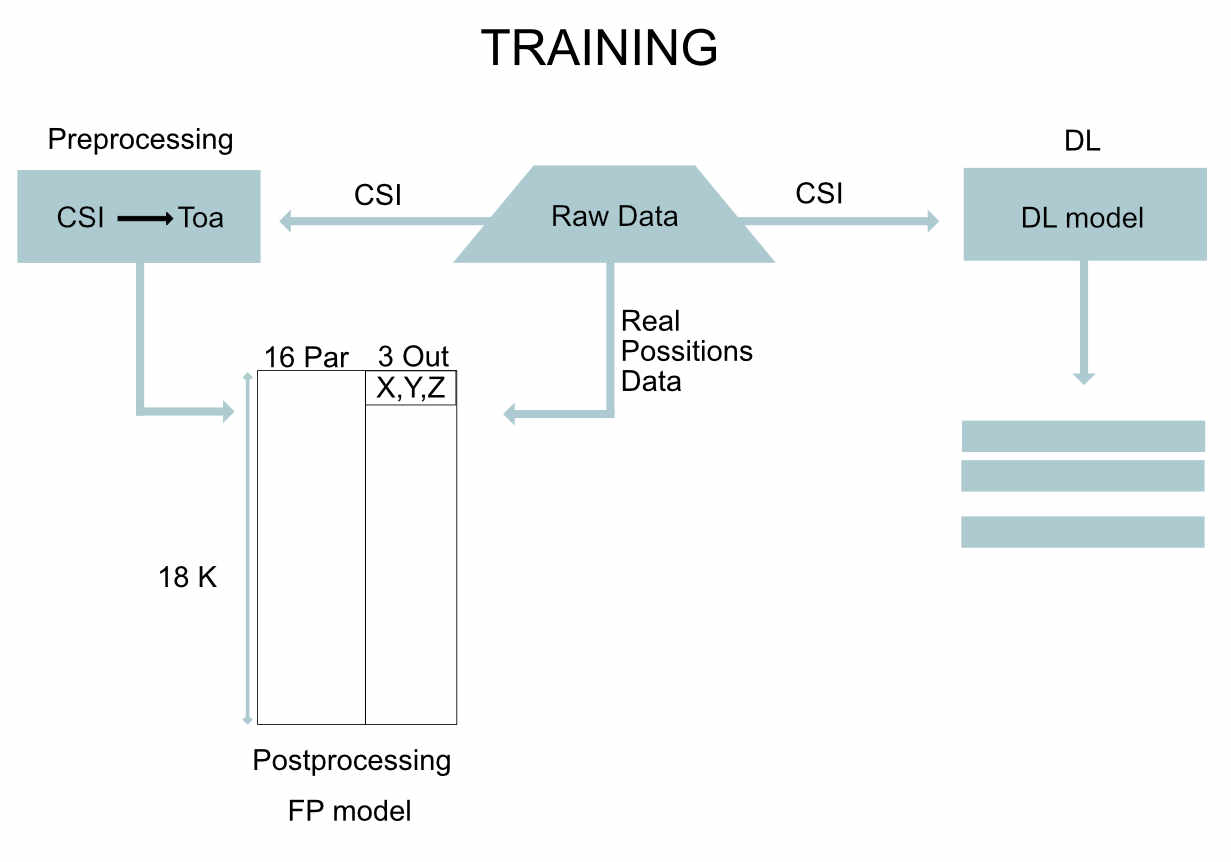 TRAINING
Preprocessing
DL
CSI
Toa
CSI
Raw Data
CSI
DL model
Real
Possitions
Data
16 Par
3 Out
X,Y,Z
18 K
Postprocessing
FP model